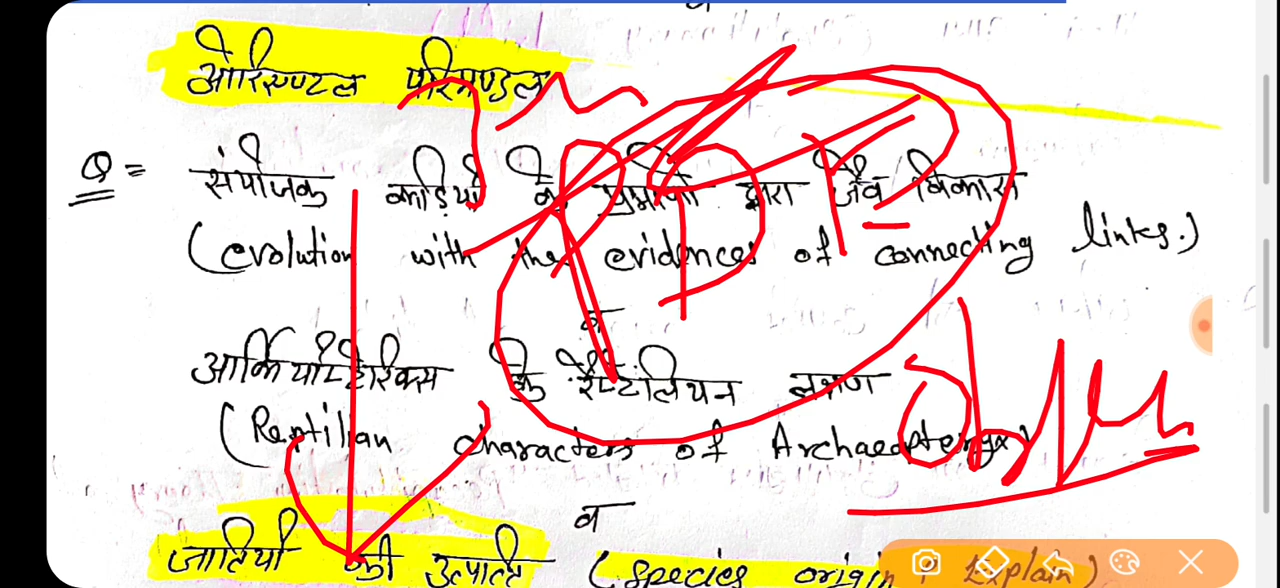 व
ओरिएण्टल परिमण्डल
Q = संयोजक कड़ियों के प्रमाणों द्वारा जैव विकास
(evolution with the evidences of connecting links.)
व
आर्कियोप्टेरिक्स के रेप्टेलियन लक्षण
(Reptilian characters of Archaeopteryx)
व
जातियों की उत्पत्ति (species origin Explain)